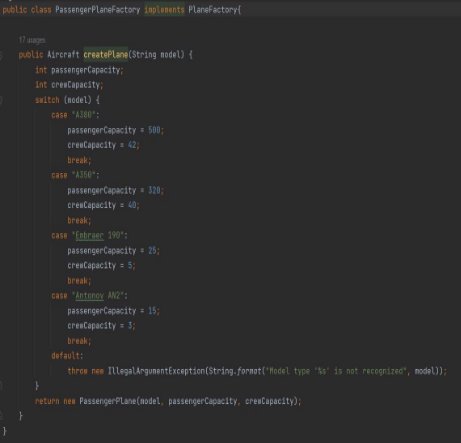 public class PassengerPlaneFactory implements PlaneFactory{
17 usages
public Aircraft createPlane(String model) {
int passengerCapacity;
int crewCapacity;
switch (model) {
case "A380":
passengerCapacity = 500;
crewCapacity = 42;
break;
case "A350":
passengerCapacity = 320;
crewCapacity = 40;
break;
case "Embraer 190":
passengerCapacity = 25;
crewCapacity = 5;
break;
case "Antonov AN2":
passengerCapacity = 15;
crewCapacity = 3;
break;
default:
throw new IllegalArgumentException(String.format("Model type '%s' is not recognized", model));
}
return new PassengerPlane(model, passengerCapacity, crewCapacity);
}
}